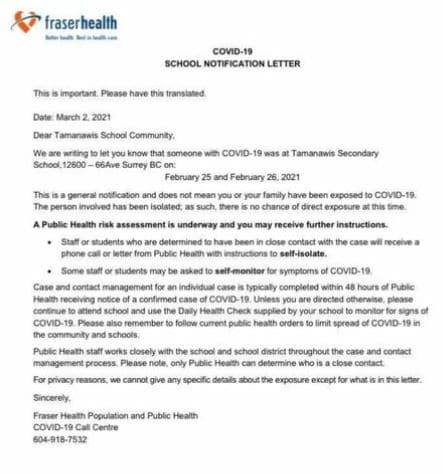 fraserhealth
Better health. Best in health care.
COVID-19
SCHOOL NOTIFICATION LETTER
This is important. Please have this translated.
Date: March 2, 2021
Dear Tamanawis School Community,
We are writing to let you know that someone with COVID-19 was at Tamanawis Secondary
School,12600 – 66Ave Surrey BC on:
February 25 and February 26, 2021
This is a general notification and does not mean you or your family have been exposed to COVID-19.
The person involved has been isolated; as such, there is no chance of direct exposure at this time.
A Public Health risk assessment is underway and you may receive further instructions.
• Staff or students who are determined to have been in close contact with the case will receive a
phone call or letter from Public Health with instructions to self-isolate.
• Some staff or students may be asked to self-monitor for symptoms of COVID-19.
Case and contact management for an individual case is typically completed within 48 hours of Public
Health receiving notice of a confirmed case of COVID-19. Unless you are directed otherwise, please
continue to attend school and use the Daily Health Check supplied by your school to monitor for signs of
COVID-19. Please also remember to follow current public health orders to limit spread of COVID-19 in
the community and schools.
Public Health staff works closely with the school and school district throughout the case and contact
management process. Please note, only Public Health can determine who is a close contact.
For privacy reasons, we cannot give any specific details about the exposure except for what is in this letter.
Sincerely,
Fraser Health Population and Public Health
COVID-19 Call Centre
604-918-7532